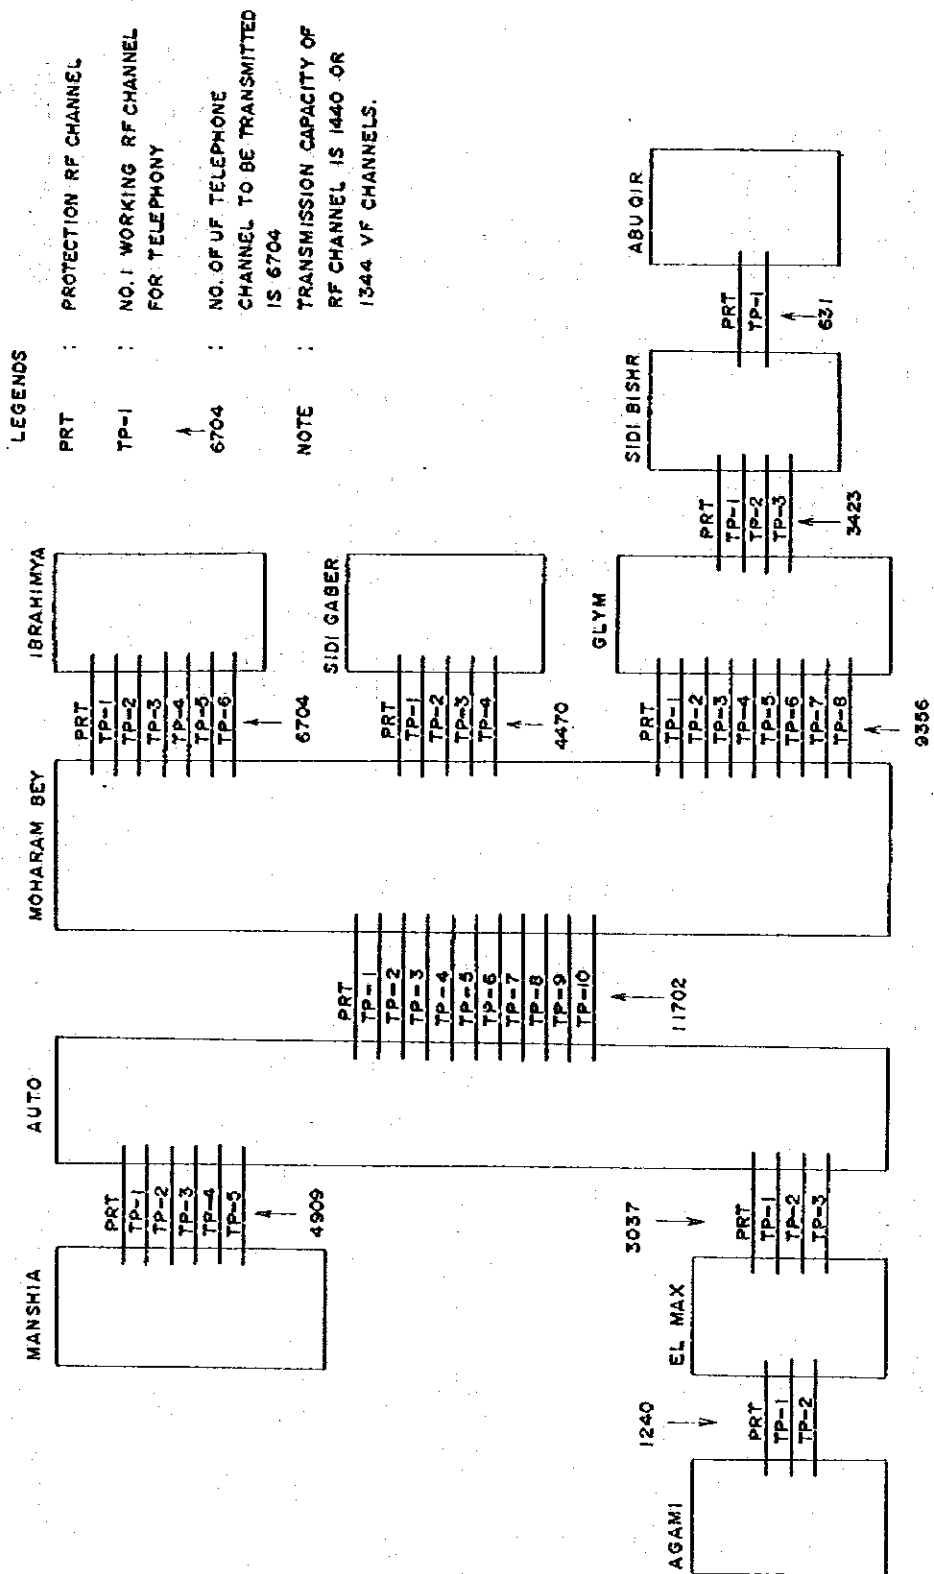 LEGENDS
PRT : PROTECTION RF CHANNEL
TP-1 : NO.1 WORKING RF CHANNEL
FOR TELEPHONY
6704 : NO. OF UF TELEPHONE
CHANNEL TO BE TRANSMITTED
IS 6704
NOTE : TRANSMISSION CAPACITY OF
RF CHANNEL IS 1440 OR
1344 VF CHANNELS.
MANSHIA
PRT
TP-1
TP-2
TP-3
TP-4
TP-5
4909
AUTO
MOHARAM BEY
PRT
TP-1
TP-2
TP-3
TP-4
TP-5
TP-6
TP-7
TP-8
TP-9
TP-10
11702
IBRAHIMYA
PRT
TP-1
TP-2
TP-3
TP-4
TP-5
TP-6
6704
SIDI GABER
PRT
TP-1
TP-2
TP-3
TP-4
4470
AGAMI
1240
PRT
TP-1
TP-2
EL MAX
3037
PRT
TP-1
TP-2
TP-3
PRT
TP-1
TP-2
TP-3
TP-4
TP-5
TP-6
TP-7
TP-8
9356
GLYM
PRT
TP-1
TP-2
TP-3
3423
SIDI BISHR
PRT
TP-1
631
ABU QIR